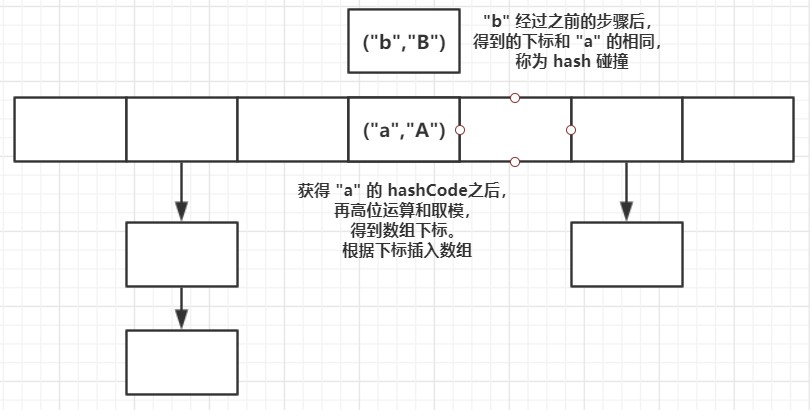 ("b","B")
"b" 经过之前的步骤后，
得到的下标和 "a" 的相同，
称为 hash 碰撞
("a","A")
获得 "a" 的 hashCode之后，
再高位运算和取模，
得到数组下标。
根据下标插入数组